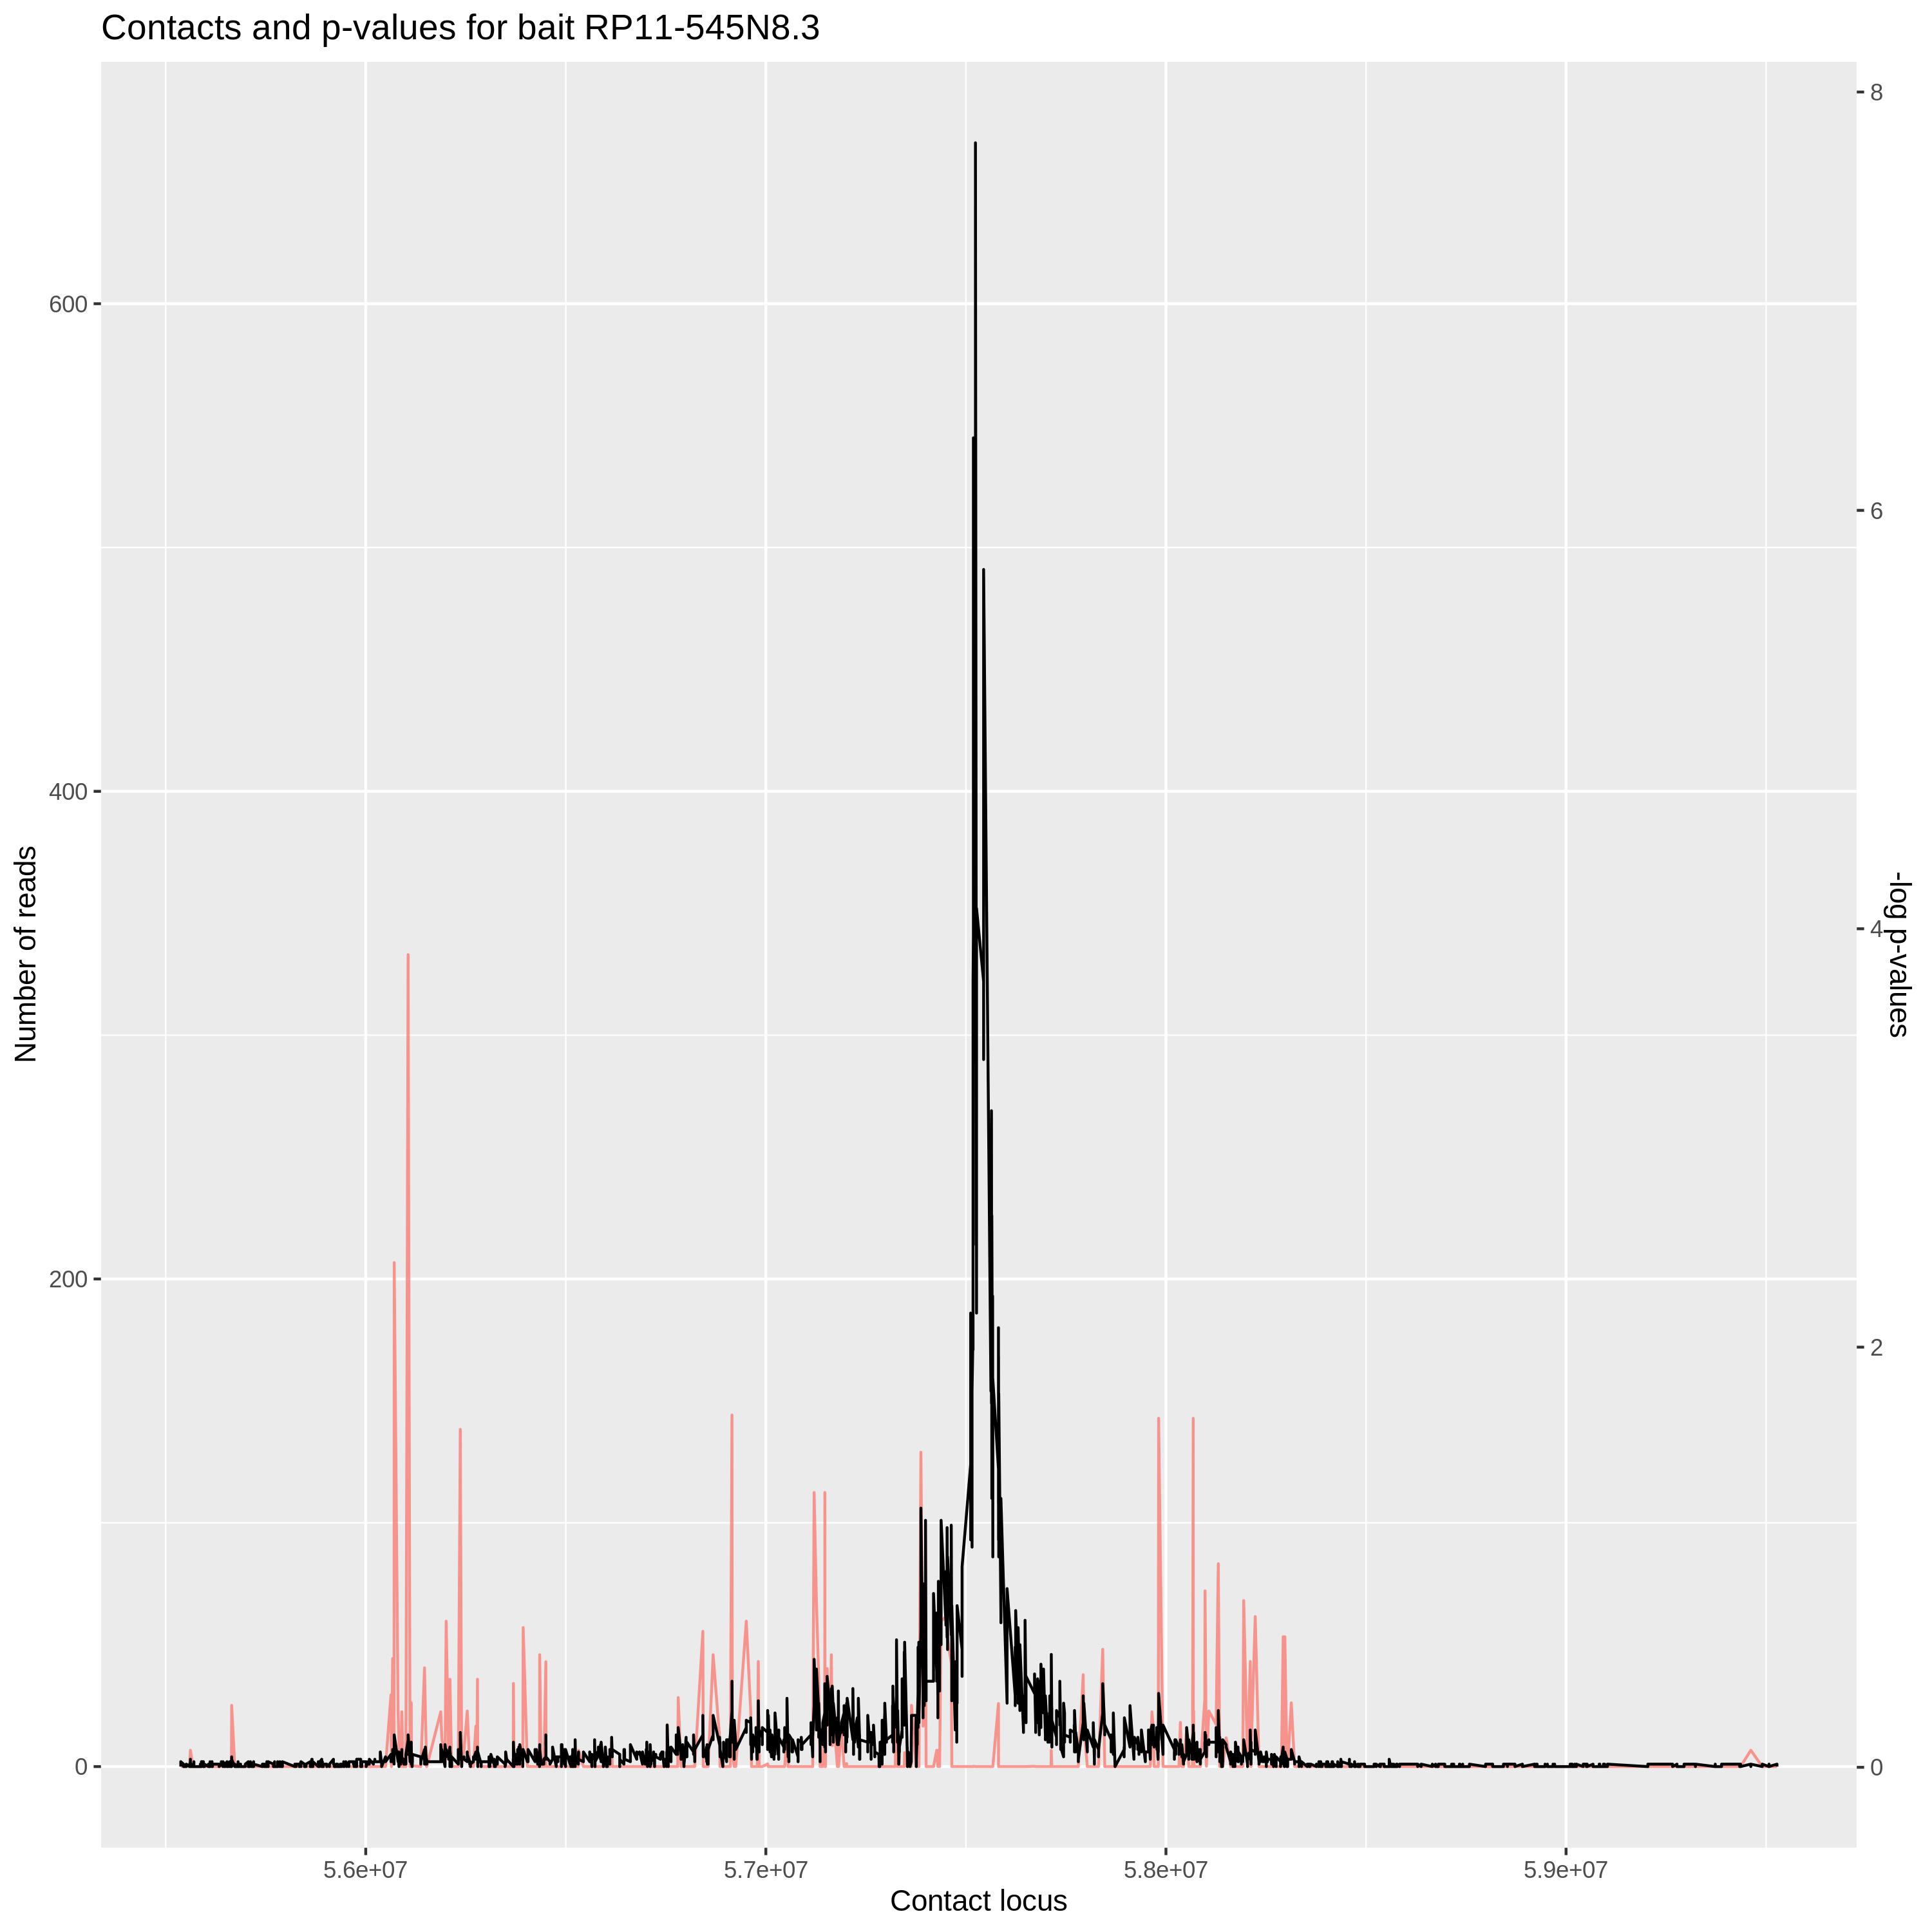 Contacts and p-values for bait RP11-545N8.3
8
600
6
400
Number of reads
-log p-values
4
200
2
0
0
5.6e+07
5.7e+07
5.8e+07
5.9e+07
Contact locus